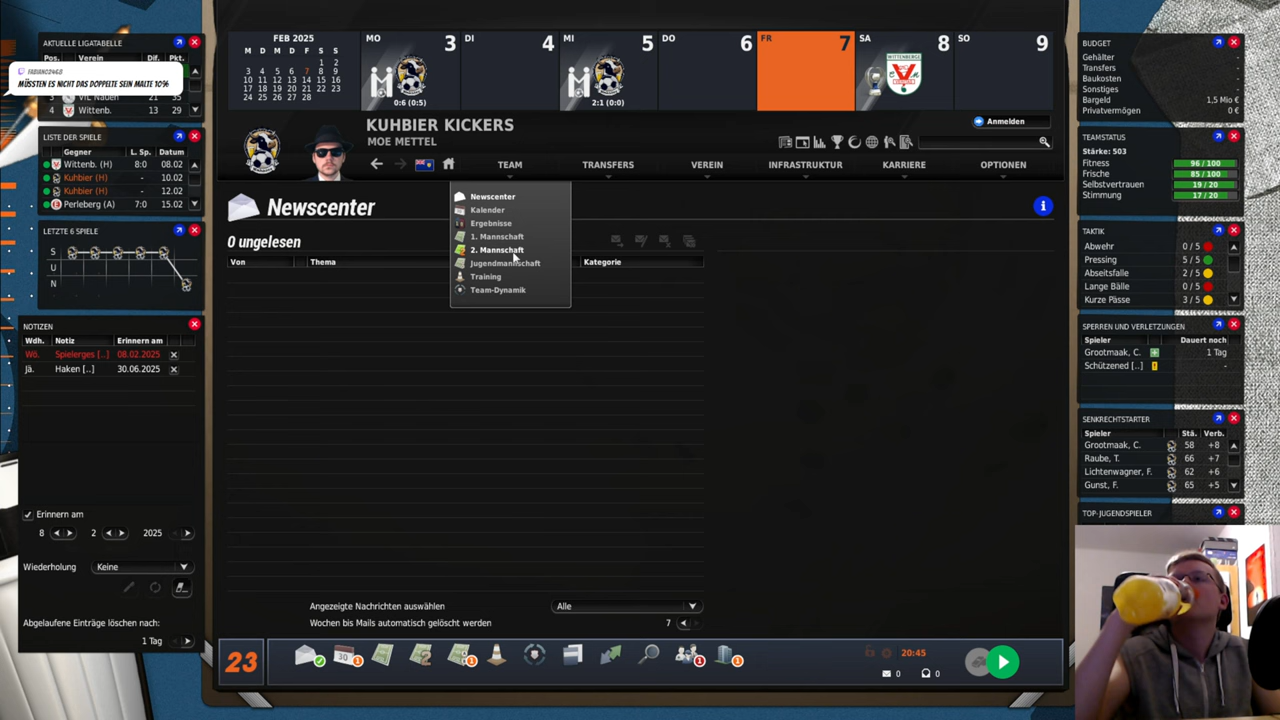 AKTUELLE LIGATABELLE
Pos. Verein Dif. Pkt.
FABIANO2468
MÜSSTEN ES NICHT DAS DOPPELTE SEIN MALTE 10%
3 VfL Nauen 21 35
4 Wittenb. 13 29
LISTE DER SPIELE
Gegner L. Sp. Datum
Wittenb. (H) 8:0 08.02
Kuhbier (H) - 10.02
Kuhbier (H) - 12.02
Perleberg (A) 7:0 15.02
LETZTE 6 SPIELE
S
U
N
NOTIZEN
Wdh. Notiz Erinnern am
Wö. Spielerges [..] 08.02.2025
Jä. Haken [..] 30.06.2025
Erinnern am
8 2 2025
Wiederholung Keine
Abgelaufene Einträge löschen nach:
1 Tag
FEB 2025
M D M D F S S
1 2
3 4 5 6 7 8 9
10 11 12 13 14 15 16
17 18 19 20 21 22 23
24 25 26 27 28
MO 3
0:6 (0:5)
DI 4
MI 5
2:1 (0:0)
DO 6
FR 7
SA 8
WITTENBERGE
SO 9
KUHBIER KICKERS
MOE METTEL
Anmelden
TEAM TRANSFERS VEREIN INFRASTRUKTUR KARRIERE OPTIONEN
Newscenter
Kalender
Ergebnisse
1. Mannschaft
2. Mannschaft
Jugendmannschaft
Training
Team-Dynamik
Newscenter
0 ungelesen
Von Thema Kategorie
Angezeigte Nachrichten auswählen Alle
Wochen bis Mails automatisch gelöscht werden 7
23
30 1
2
1
1
1
20:45
0 0
BUDGET
Gehälter -
Transfers -
Baukosten -
Sonstiges -
Bargeld 1,5 Mio €
Privatvermögen 0 €
TEAMSTATUS
Stärke: 503
Fitness 96 / 100
Frische 85 / 100
Selbstvertrauen 19 / 20
Stimmung 17 / 20
TAKTIK
Abwehr 0 / 5
Pressing 5 / 5
Abseitsfalle 2 / 5
Lange Bälle 0 / 5
Kurze Pässe 3 / 5
SPERREN UND VERLETZUNGEN
Spieler Dauert noch
Grootmaak, C. 1 Tag
Schützened [..] -
SENKRECHTSTARTER
Spieler Stä. Verb.
Grootmaak, C. 58 +8
Raube, T. 66 +7
Lichtenwagner, F. 62 +6
Gunst, F. 65 +5
TOP-JUGENDSPIELER